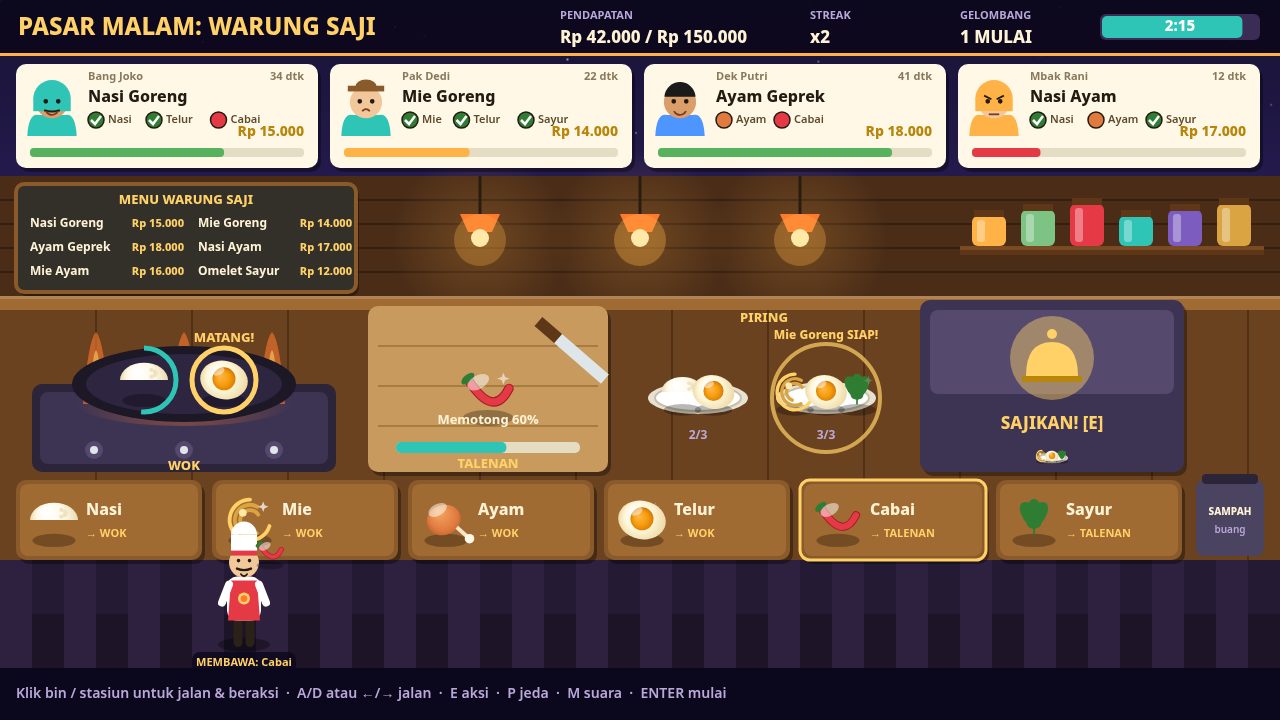 PASAR MALAM: WARUNG SAJI
PENDAPATAN
Rp 42.000 / Rp 150.000
STREAK
x2
GELOMBANG
1 MULAI
2:15
Bang Joko 34 dtk
Nasi Goreng
Nasi Telur Cabai
Rp 15.000
Pak Dedi 22 dtk
Mie Goreng
Mie Telur Sayur
Rp 14.000
Dek Putri 41 dtk
Ayam Geprek
Ayam Cabai
Rp 18.000
Mbak Rani 12 dtk
Nasi Ayam
Nasi Ayam Sayur
Rp 17.000
MENU WARUNG SAJI
Nasi Goreng Rp 15.000 Mie Goreng Rp 14.000
Ayam Geprek Rp 18.000 Nasi Ayam Rp 17.000
Mie Ayam Rp 16.000 Omelet Sayur Rp 12.000
MATANG!
WOK
Memotong 60%
TALENAN
PIRING
Mie Goreng SIAP!
2/3
3/3
SAJIKAN! [E]
Nasi
→ WOK
Mie
→ WOK
Ayam
→ WOK
Telur
→ WOK
Cabai
→ TALENAN
Sayur
→ TALENAN
SAMPAH
buang
MEMBAWA: Cabai
Klik bin / stasiun untuk jalan & beraksi · A/D atau ←/→ jalan · E aksi · P jeda · M suara · ENTER mulai